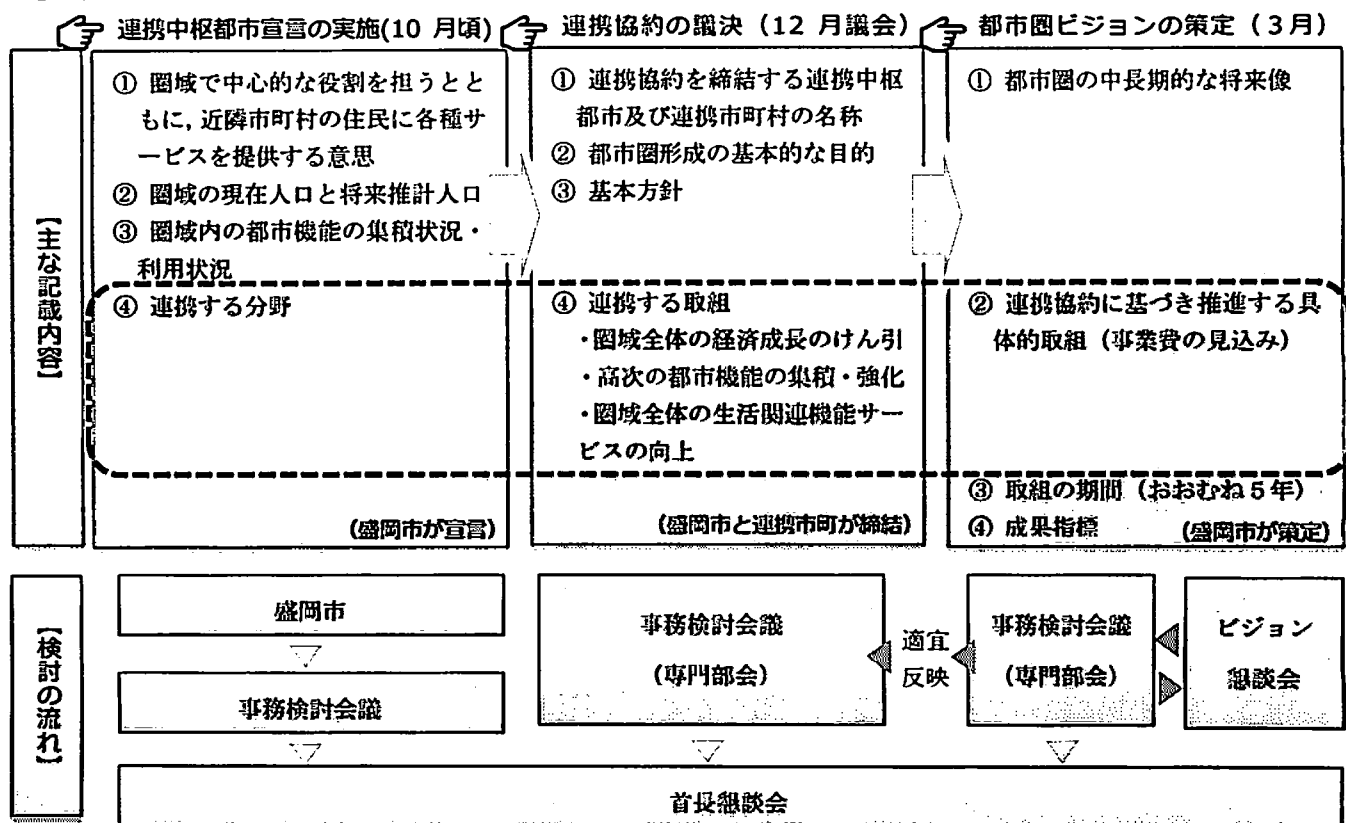 連携中枢都市宣言の実施(10 月頃)
連携協約の議決（12 月議会）
都市圏ビジョンの策定（３月）
【主な記載内容】
① 圏域で中心的な役割を担うとと
もに，近隣市町村の住民に各種サ
ービスを提供する意思
② 圏域の現在人口と将来推計人口
③ 圏域内の都市機能の集積状況・
利用状況
④ 連携する分野
(盛岡市が宣言)
① 連携協約を締結する連携中枢
都市及び連携市町村の名称
② 都市圏形成の基本的な目的
③ 基本方針
④ 連携する取組
・圏域全体の経済成長のけん引
・高次の都市機能の集積・強化
・圏域全体の生活関連機能サー
ビスの向上
(盛岡市と連携市町が締結)
① 都市圏の中長期的な将来像
② 連携協約に基づき推進する具
体的取組（事業費の見込み）
③ 取組の期間（おおむね５年）
④ 成果指標
(盛岡市が策定)
【検討の流れ】
盛岡市
事務検討会議
事務検討会議
(専門部会)
適宜
反映
事務検討会議
(専門部会)
ビジョン
懇談会
首長懇談会